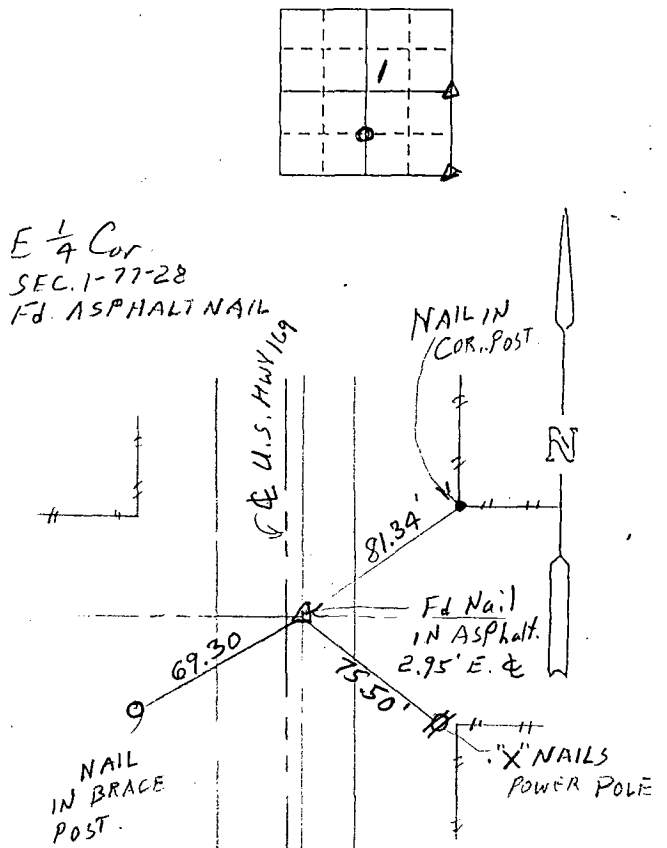 1
E 1/4 Cor.
SEC. 1-77-28
Fd. ASPHALT NAIL
℄ U.S. HWY 169
NAIL IN
COR. POST.
N
81.34'
Fd Nail
IN ASPhalt.
2.95' E. ℄
69.30
75.50'
NAIL
IN BRACE
POST.
"X" NAILS
POWER POLE